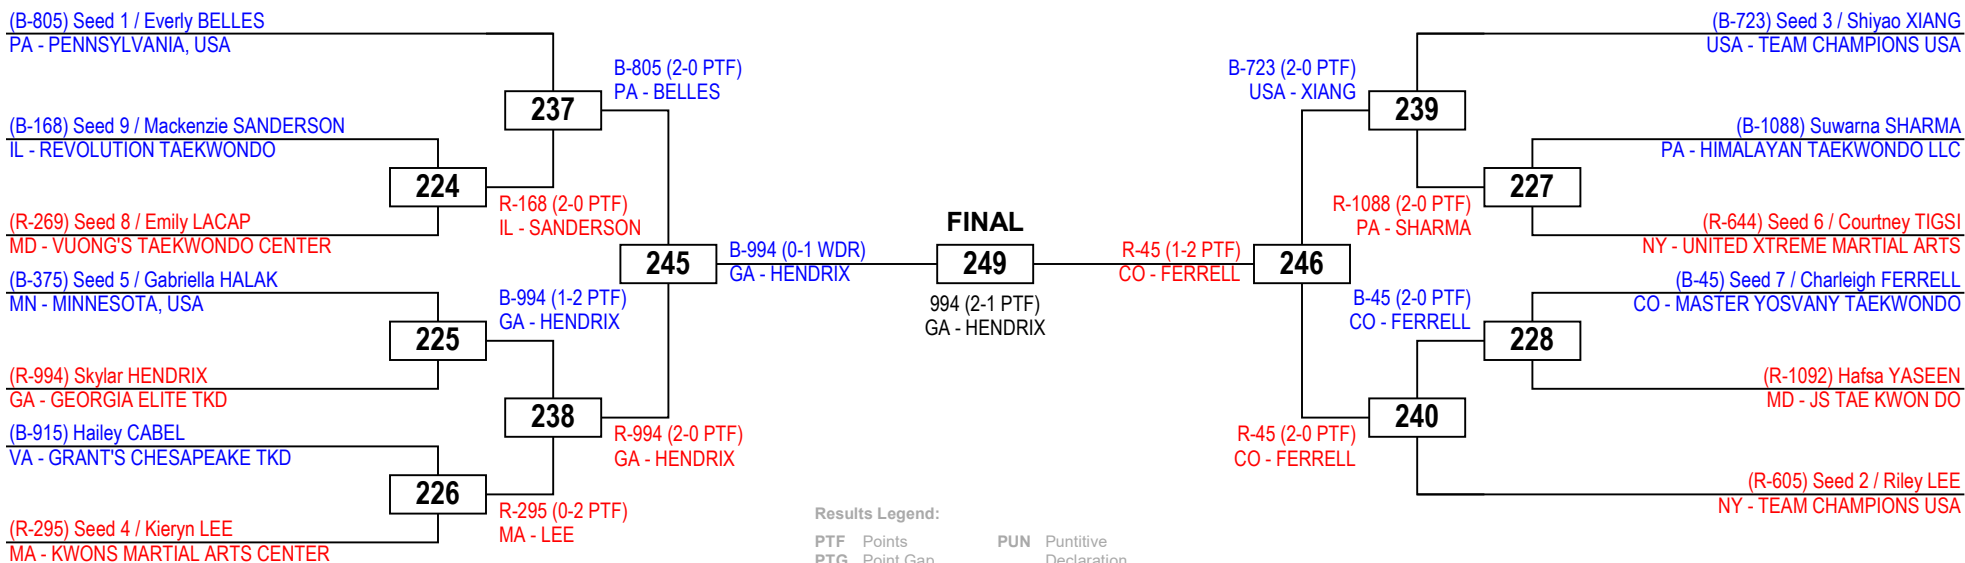 (B-805) Seed 1 / Everly BELLES
PA - PENNSYLVANIA, USA
(B-168) Seed 9 / Mackenzie SANDERSON
IL - REVOLUTION TAEKWONDO
(R-269) Seed 8 / Emily LACAP
MD - VUONG'S TAEKWONDO CENTER
(B-375) Seed 5 / Gabriella HALAK
MN - MINNESOTA, USA
(R-994) Skylar HENDRIX
GA - GEORGIA ELITE TKD
(B-915) Hailey CABEL
VA - GRANT'S CHESAPEAKE TKD
(R-295) Seed 4 / Kieryn LEE
MA - KWONS MARTIAL ARTS CENTER
224
225
226
237
R-168 (2-0 PTF)
IL - SANDERSON
B-994 (1-2 PTF)
GA - HENDRIX
238
R-295 (0-2 PTF)
MA - LEE
B-805 (2-0 PTF)
PA - BELLES
245
R-994 (2-0 PTF)
GA - HENDRIX
B-994 (0-1 WDR)
GA - HENDRIX
FINAL
249
994 (2-1 PTF)
GA - HENDRIX
R-45 (1-2 PTF)
CO - FERRELL
246
B-723 (2-0 PTF)
USA - XIANG
R-45 (2-0 PTF)
CO - FERRELL
239
R-1088 (2-0 PTF)
PA - SHARMA
B-45 (2-0 PTF)
CO - FERRELL
240
227
228
(B-723) Seed 3 / Shiyao XIANG
USA - TEAM CHAMPIONS USA
(B-1088) Suwarna SHARMA
PA - HIMALAYAN TAEKWONDO LLC
(R-644) Seed 6 / Courtney TIGSI
NY - UNITED XTREME MARTIAL ARTS
(B-45) Seed 7 / Charleigh FERRELL
CO - MASTER YOSVANY TAEKWONDO
(R-1092) Hafsa YASEEN
MD - JS TAE KWON DO
(R-605) Seed 2 / Riley LEE
NY - TEAM CHAMPIONS USA
Results Legend:
PTF Points PUN Puntitive
PTG Point Gap Declaration